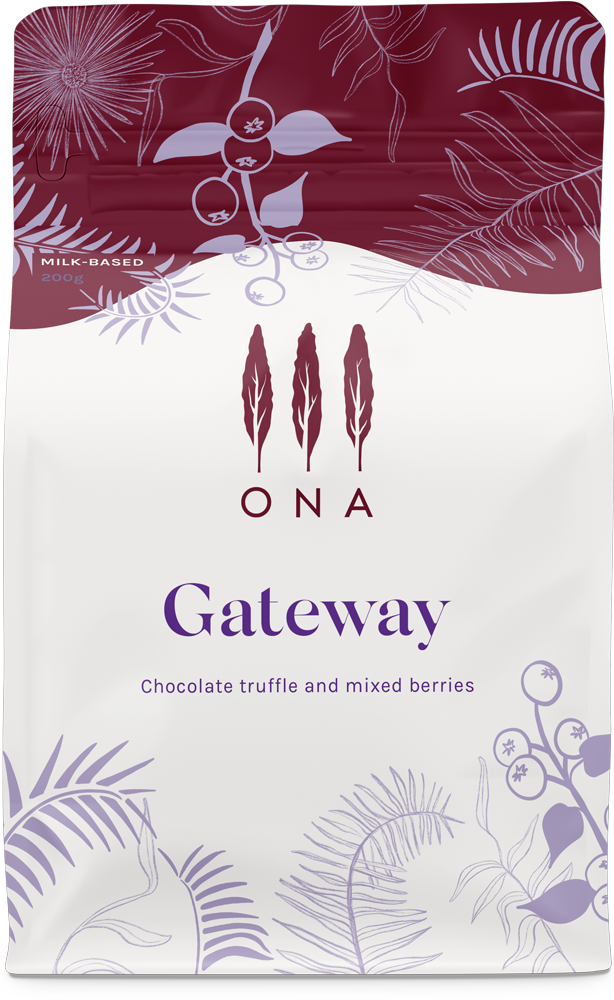 MILK-BASED
200g
ONA
Gateway
Chocolate truffle and mixed berries